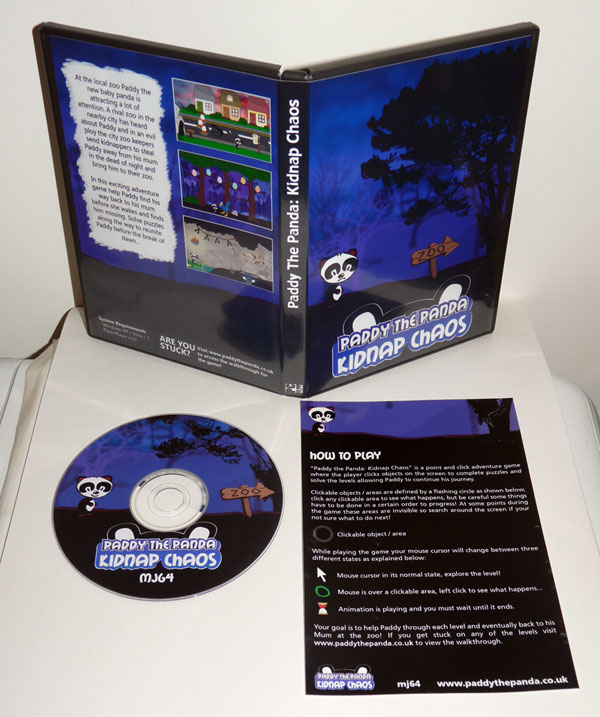 At the local zoo Paddy the
new baby panda is
attracting a lot of
attention. A rival zoo in the
nearby city has heard
about Paddy and in an evil
ploy the city zoo keepers
send kidnappers to steal
Paddy away from his mum
in the dead of night and
bring him to their zoo.
In this exciting adventure
game help Paddy find his
way back to his mum
before she wakes and finds
him missing. Solve puzzles
along the way to reunite
Paddy before the break of
dawn...
System Requirements
Windows XP / Vista / 7
Flash Player v10
ARE YOU
STUCK?
Visit www.paddythepanda.co.uk
to access the walkthrough for
the game!
Paddy The Panda: Kidnap Chaos
ZOO
PADDY THE PANDA
KIDNAP CHAOS
ZOO
PADDY THE PANDA
KIDNAP CHAOS
MJ64
HOW TO PLAY
"Paddy the Panda: Kidnap Chaos" is a point and click adventure game
where the player clicks objects on the screen to complete puzzles and
solve the levels allowing Paddy to continue his journey.
Clickable objects / areas are defined by a flashing circle as shown below,
click any clickable area to see what happens, but be careful some things
have to be done in a certain order to progress! At some points during
the game these areas are invisible so search around the screen if your
not sure what to do next!
Clickable object / area
While playing the game your mouse cursor will change between three
different states as explained below:
Mouse cursor in its normal state, explore the level!
Mouse is over a clickable area, left click to see what happens...
Animation is playing and you must wait until it ends.
Your goal is to help Paddy through each level and eventually back to his
Mum at the zoo! If you get stuck on any of the levels visit
www.paddythepanda.co.uk to view the walkthrough.
PADDY THE PANDA
KIDNAP CHAOS
mj64 www.paddythepanda.co.uk